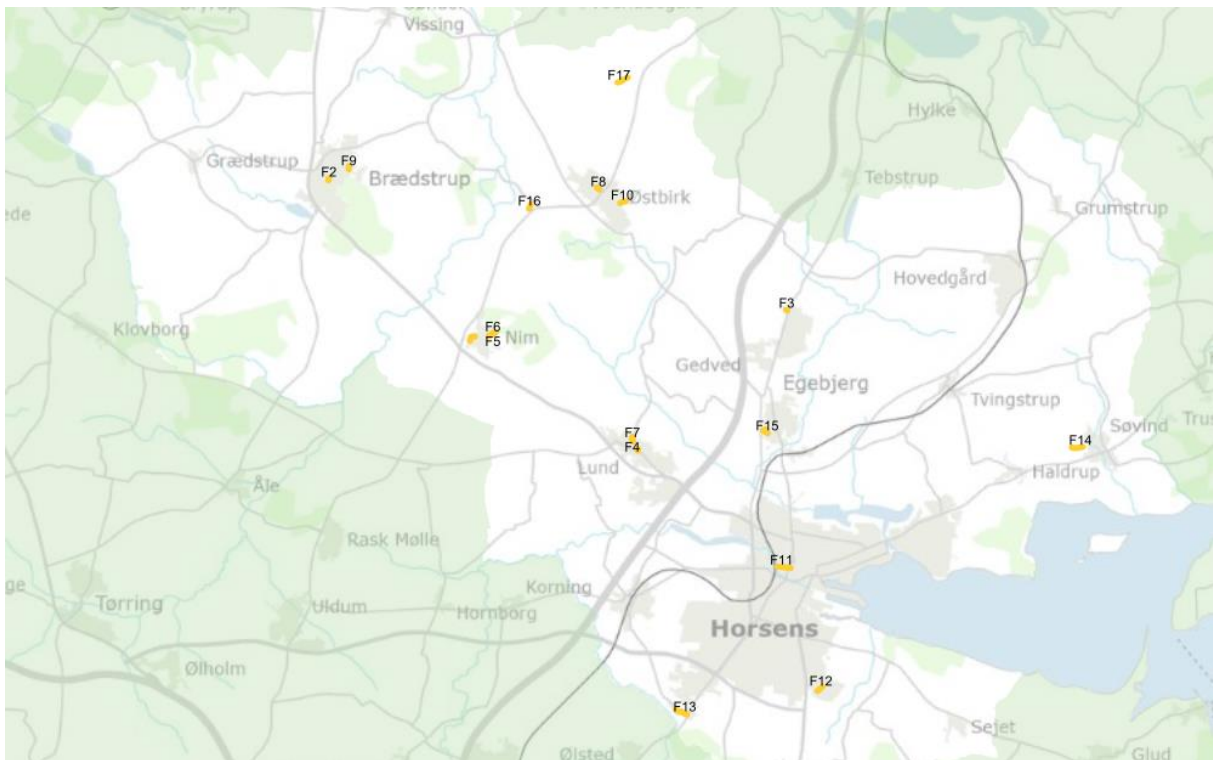 Vissing
F17
Hylke
Grædstrup
F9
F2
Brædstrup
F8
F10
Østbirk
F16
Tebstrup
Grumstrup
Hovedgård
F3
Klovborg
F6
F5
Nim
Gedved
Egebjerg
Tvingstrup
F15
F7
F4
Lund
F14
Søvind
Haldrup
Åle
Rask Mølle
F11
Korning
Hornborg
Tørring
Uldum
Horsens
Ølholm
F12
F13
Sejet
Ølsted
Glud